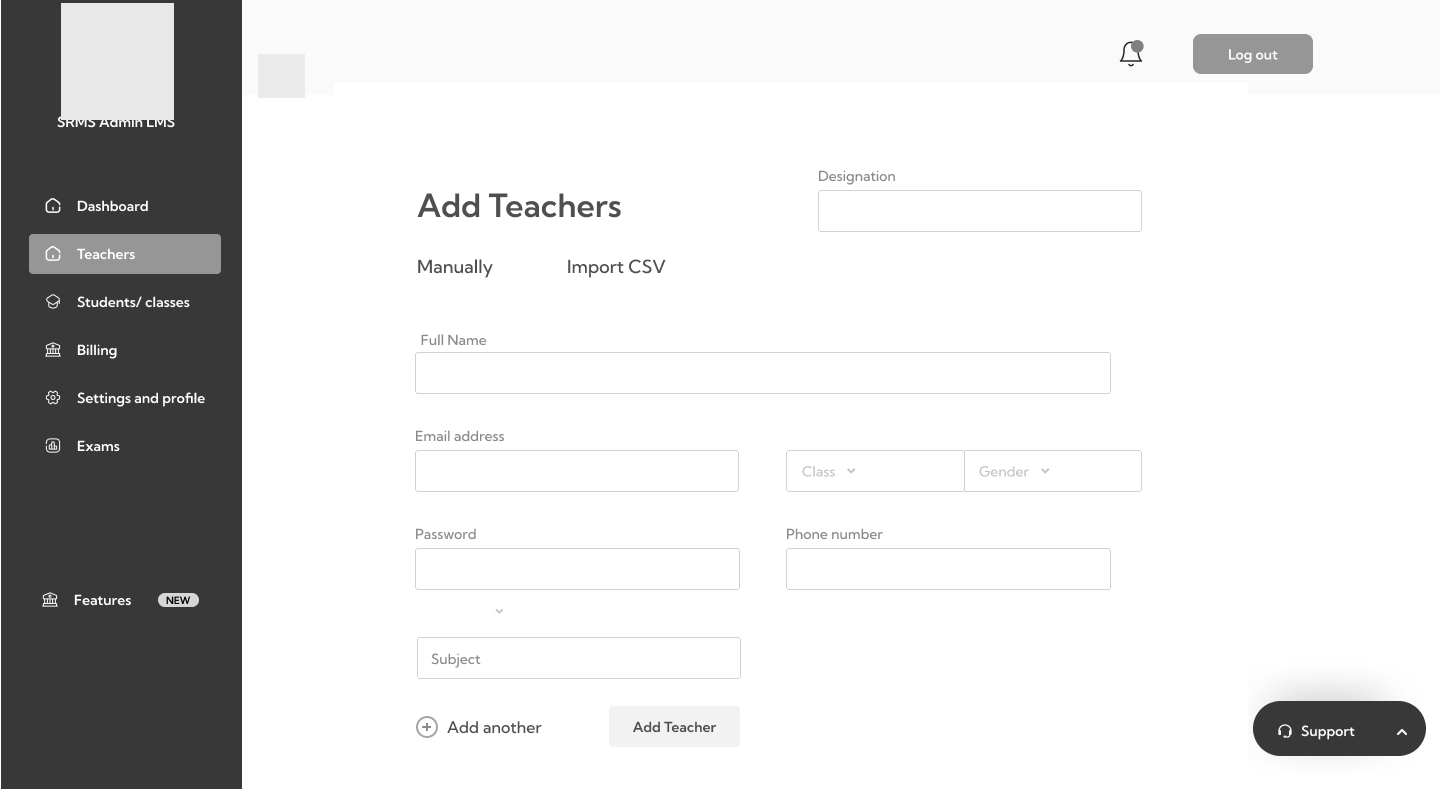 Log out
SRMS Admin LMS
Dashboard
Teachers
Students/ classes
Billing
Settings and profile
Exams
Features NEW
Designation
Add Teachers
Manually Import CSV
Full Name
Email address
Class Gender
Password Phone number
Subject
Add another Add Teacher
Support